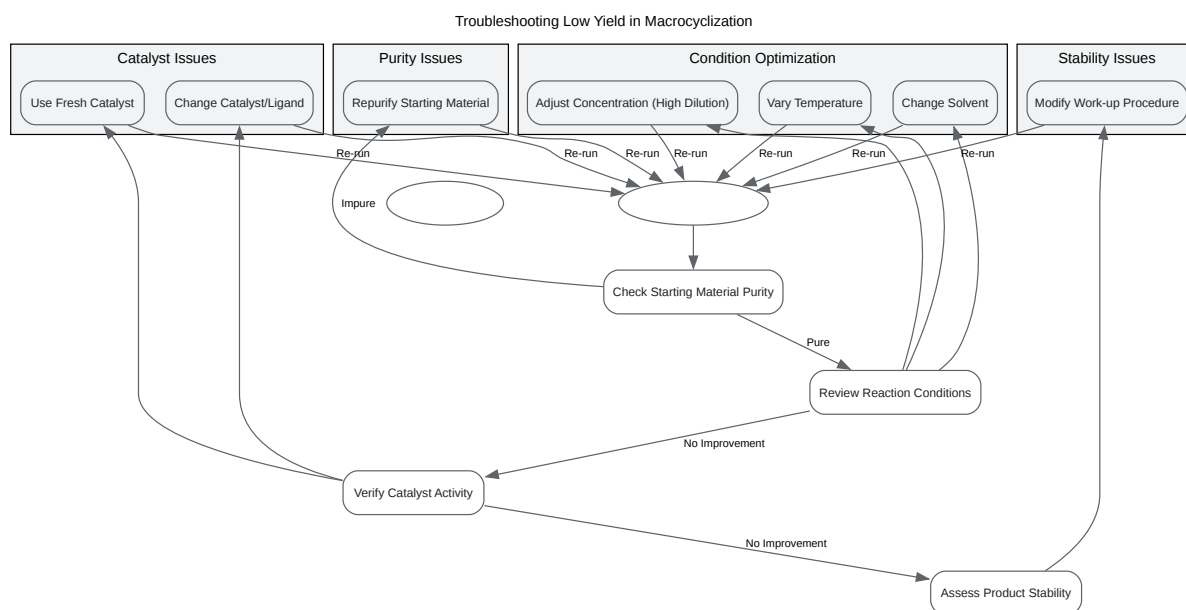 Troubleshooting Low Yield in Macrocyclization
Catalyst Issues
Purity Issues
Condition Optimization
Stability Issues
Use Fresh Catalyst
Change Catalyst/Ligand
Repurify Starting Material
Adjust Concentration (High Dilution)
Vary Temperature
Change Solvent
Modify Work-up Procedure
Re-run
Re-run
Re-run
Re-run
Re-run
Re-run
Re-run
Impure
Check Starting Material Purity
Pure
Review Reaction Conditions
No Improvement
Verify Catalyst Activity
No Improvement
Assess Product Stability